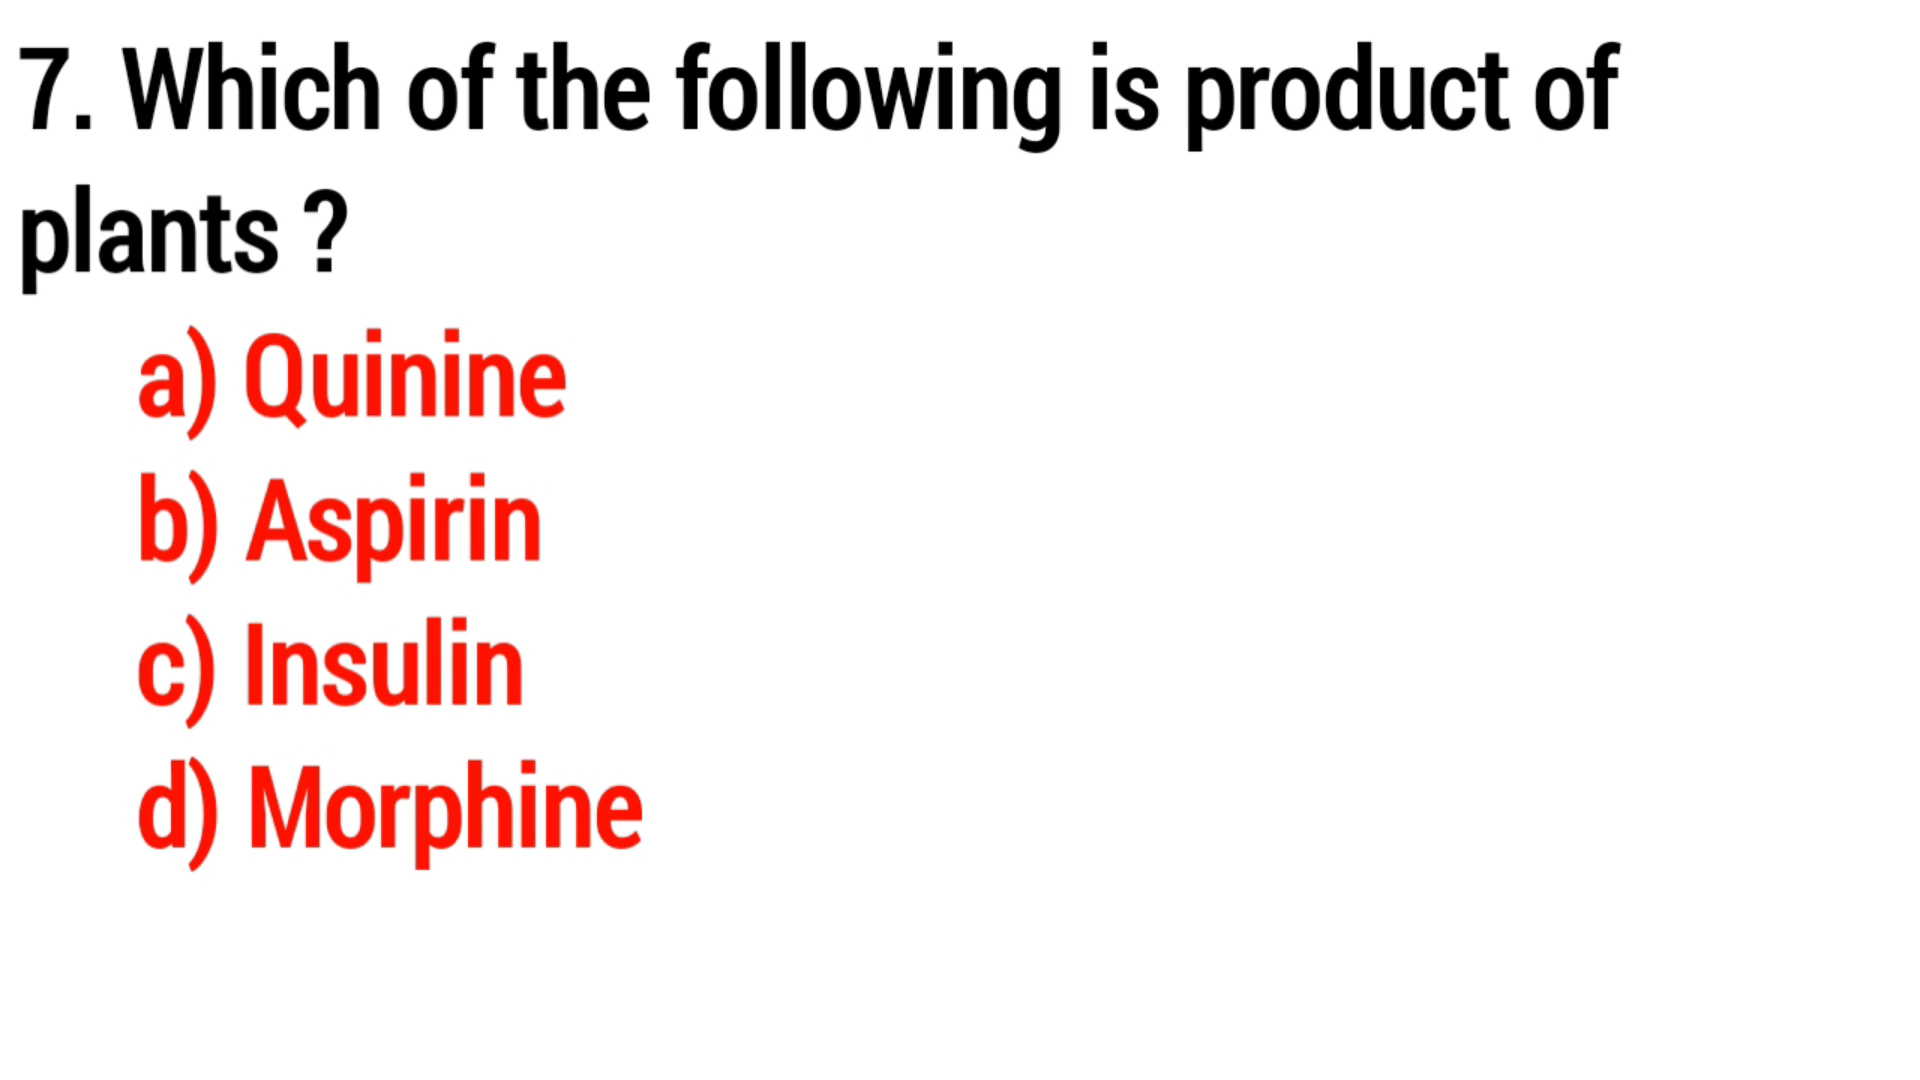 7. Which of the following is product of
plants ?
a) Quinine
b) Aspirin
c) Insulin
d) Morphine